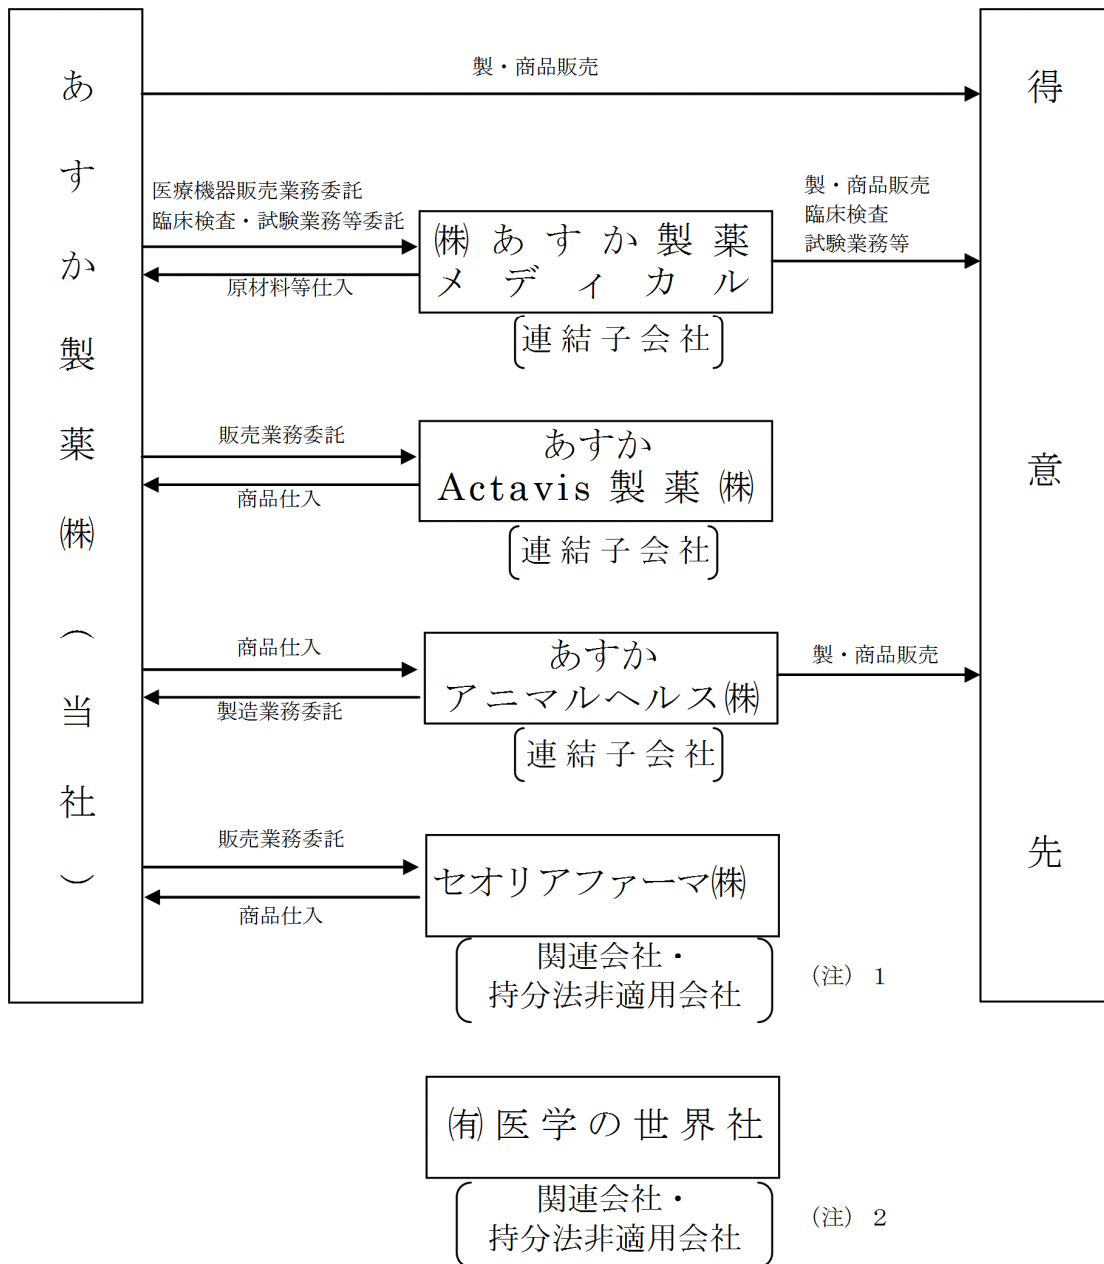 あすか製薬㈱（当社）
製・商品販売
得意先
医療機器販売業務委託
臨床検査・試験業務等委託
原材料等仕入
㈱あすか製薬
メディカル
連結子会社
製・商品販売
臨床検査
試験業務等
販売業務委託
商品仕入
あすか
Actavis製薬㈱
連結子会社
商品仕入
製造業務委託
あすか
アニマルヘルス㈱
連結子会社
製・商品販売
販売業務委託
商品仕入
セオリアファーマ㈱
関連会社・
持分法非適用会社
（注）1
㈲医学の世界社
関連会社・
持分法非適用会社
（注）2